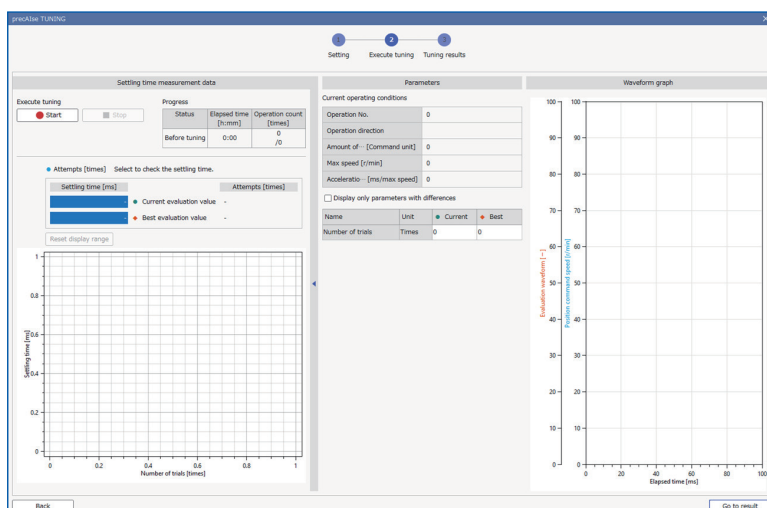 precAIse TUNING
1 2 3
Setting Execute tuning Tuning results
Settling time measurement data
Execute tuning
Start Stop
Progress
Status Elapsed time [h:mm] Operation count [times]
Before tuning 0:00 0 /0
Attempts [times] Select to check the settling time.
Settling time [ms] Attempts [times]
- Current evaluation value -
- Best evaluation value -
Reset display range
Settling time [ms]
1
0.8
0.6
0.4
0.2
0
0 0.2 0.4 0.6 0.8 1
Number of trials [times]
Parameters
Current operating conditions
Operation No. 0
Operation direction
Amount of··· [Command unit] 0
Max speed [r/min] 0
Acceleratio··· [ms/max speed] 0
Display only parameters with differences
Name Unit Current Best
Number of trials Times 0 0
Waveform graph
Evaluation waveform [ - ]
Position command speed [r/min]
100 100
90 90
80 80
70 70
60 60
50 50
40 40
30 30
20 20
10 10
0 0
0 20 40 60 80 100
Elapsed time [ms]
Back Go to result